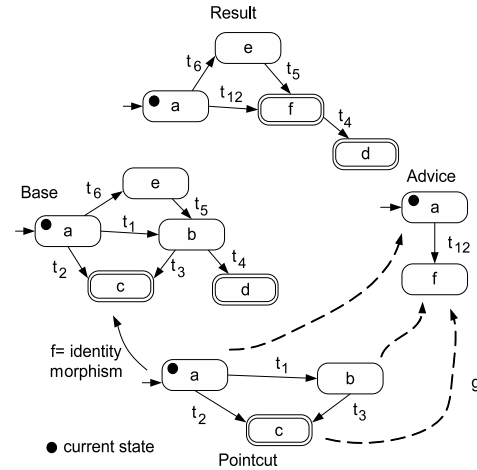 Result
e
t6
t5
a
t12
f
t4
d
Base
Advice
e
a
t6
t5
a
t1
b
t12
t2
t3
t4
f
c
d
f= identity
morphism
a
t1
b
t2
t3
g
c
current state
Pointcut